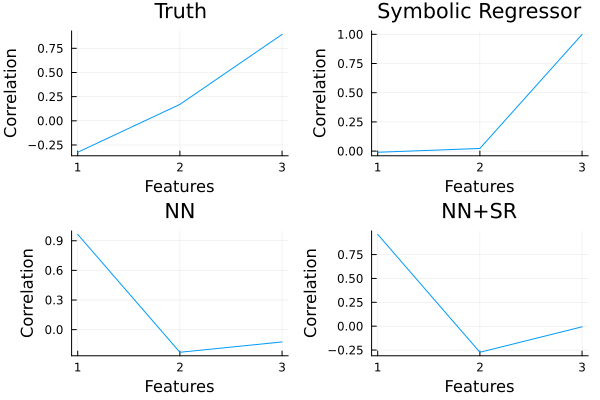 Truth
Correlation
0.75
0.50
0.25
0.00
−0.25
1
2
3
Features
Symbolic Regressor
Correlation
1.00
0.75
0.50
0.25
0.00
1
2
3
Features
NN
Correlation
0.9
0.6
0.3
0.0
1
2
3
Features
NN+SR
Correlation
0.75
0.50
0.25
0.00
−0.25
1
2
3
Features